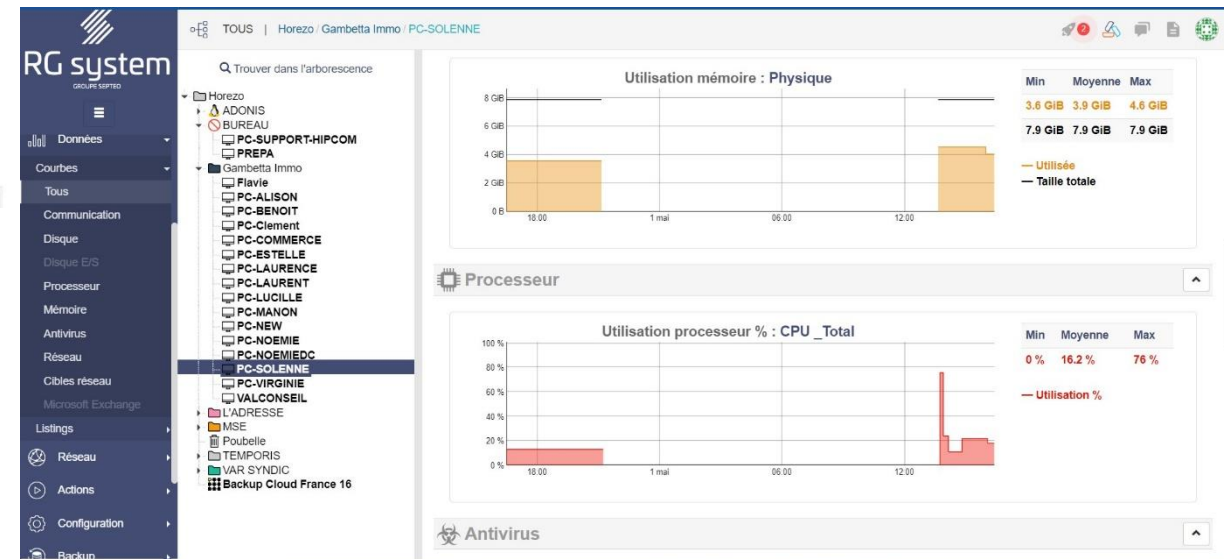 RG system
GROUPE SEPTEO
Données
Courbes
Tous
Communication
Disque
Disque E/S
Processeur
Mémoire
Antivirus
Réseau
Cibles réseau
Microsoft Exchange
Listings
Réseau
Actions
Configuration
Backup
TOUS | Horezo / Gambetta Immo / PC-SOLENNE
2
Trouver dans l'arborescence
Horezo
ADONIS
BUREAU
PC-SUPPORT-HIPCOM
PREPA
Gambetta Immo
Flavie
PC-ALISON
PC-BENOIT
PC-Clement
PC-COMMERCE
PC-ESTELLE
PC-LAURENCE
PC-LAURENT
PC-LUCILLE
PC-MANON
PC-NEW
PC-NOEMIE
PC-NOEMIEDC
PC-SOLENNE
PC-VIRGINIE
VALCONSEIL
L'ADRESSE
MSE
Poubelle
TEMPORIS
VAR SYNDIC
Backup Cloud France 16
Utilisation mémoire : Physique
8 GiB
6 GiB
4 GiB
2 GiB
0 B
18:00 1 mai 06:00 12:00
Min Moyenne Max
3.6 GiB 3.9 GiB 4.6 GiB
7.9 GiB 7.9 GiB 7.9 GiB
— Utilisée
— Taille totale
Processeur
Utilisation processeur % : CPU _Total
100 %
80 %
60 %
40 %
20 %
0 %
18:00 1 mai 06:00 12:00
Min Moyenne Max
0 % 16.2 % 76 %
— Utilisation %
Antivirus